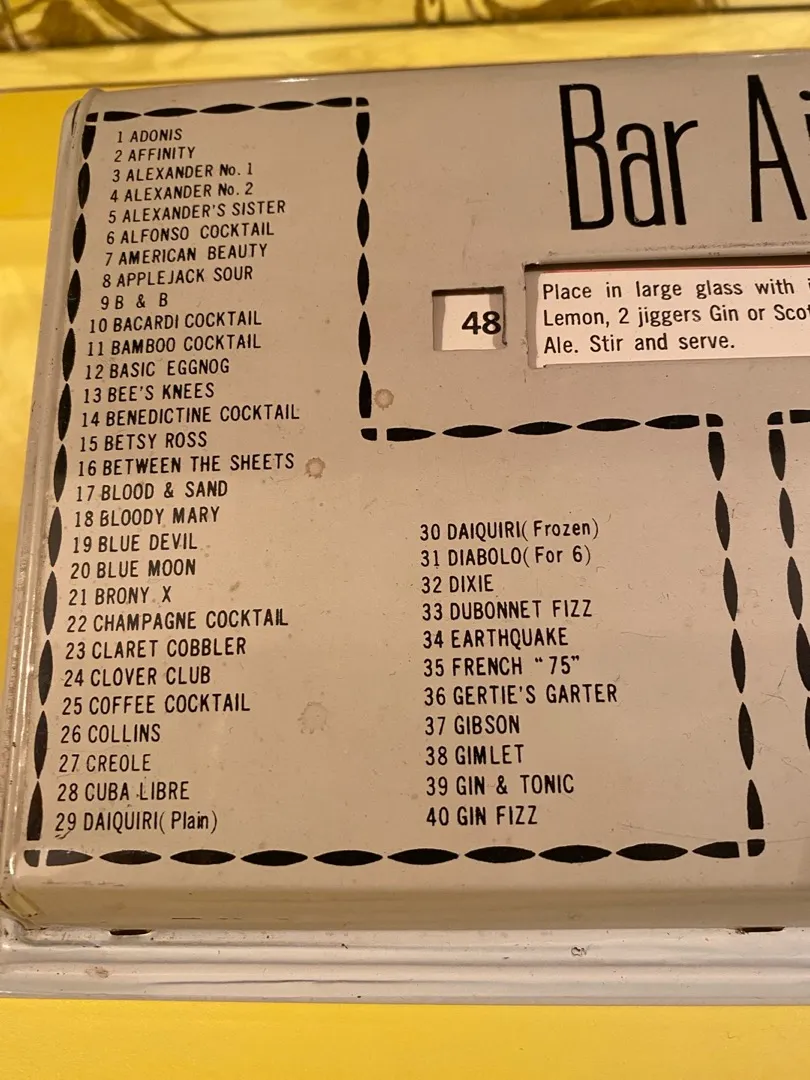 1 ADONIS
2 AFFINITY
3 ALEXANDER No. 1
4 ALEXANDER No. 2
5 ALEXANDER'S SISTER
6 ALFONSO COCKTAIL
7 AMERICAN BEAUTY
8 APPLEJACK SOUR
9 B & B
10 BACARDI COCKTAIL
11 BAMBOO COCKTAIL
12 BASIC EGGNOG
13 BEE'S KNEES
14 BENEDICTINE COCKTAIL
15 BETSY ROSS
16 BETWEEN THE SHEETS
17 BLOOD & SAND
18 BLOODY MARY
19 BLUE DEVIL
20 BLUE MOON
21 BRONY X
22 CHAMPAGNE COCKTAIL
23 CLARET COBBLER
24 CLOVER CLUB
25 COFFEE COCKTAIL
26 COLLINS
27 CREOLE
28 CUBA LIBRE
29 DAIQUIRI( Plain)
30 DAIQUIRI( Frozen)
31 DIABOLO( For 6)
32 DIXIE
33 DUBONNET FIZZ
34 EARTHQUAKE
35 FRENCH “75”
36 GERTIE'S GARTER
37 GIBSON
38 GIMLET
39 GIN & TONIC
40 GIN FIZZ
Bar
48
Place in large glass with
Lemon, 2 jiggers Gin or
Ale. Stir and serve.